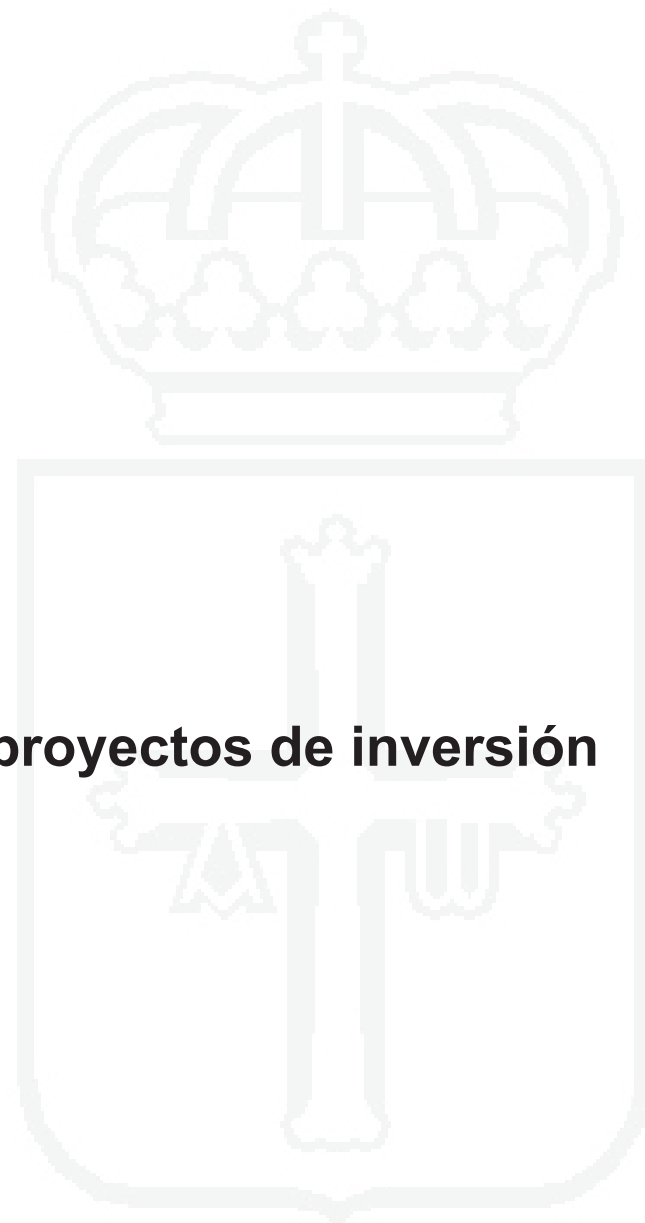 proyectos de inversión
Α ω